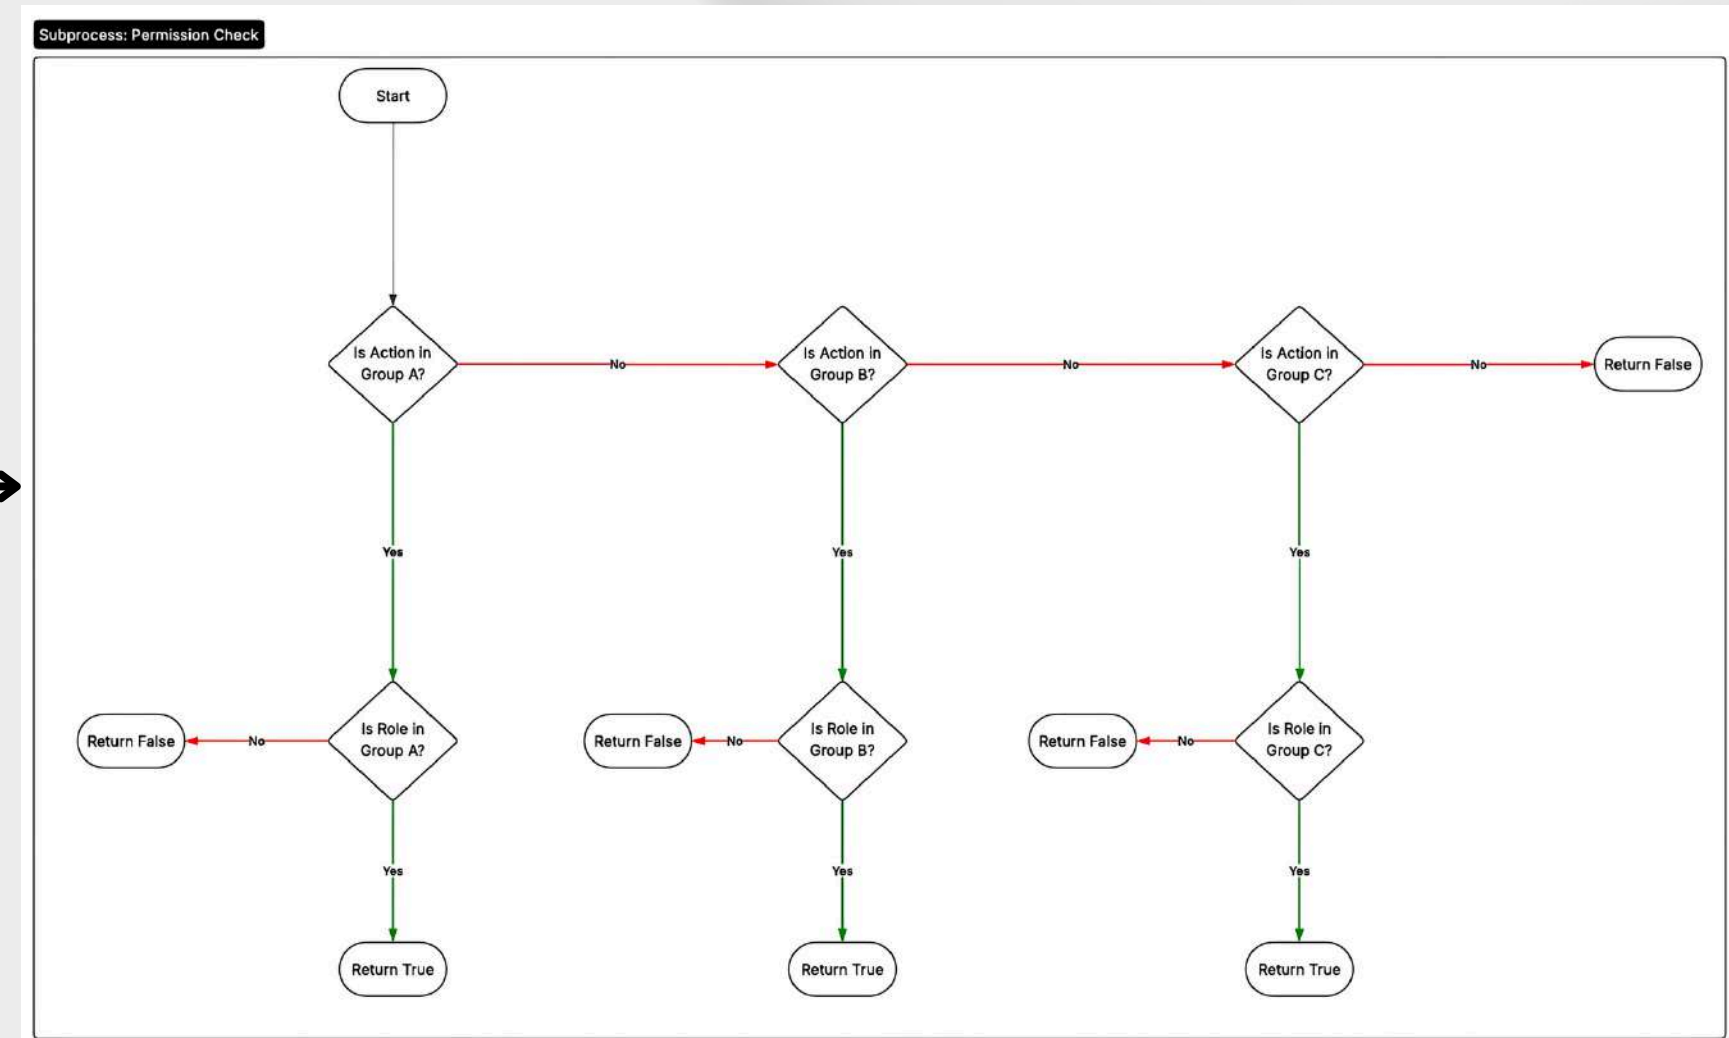 Subprocess: Permission Check
Start
Is Action in
Group A?
No
Is Action in
Group B?
No
Is Action in
Group C?
No
Return False
Yes
Yes
Yes
Return False
No
Is Role in
Group A?
Return False
No
Is Role in
Group B?
Return False
No
Is Role in
Group C?
Yes
Yes
Yes
Return True
Return True
Return True